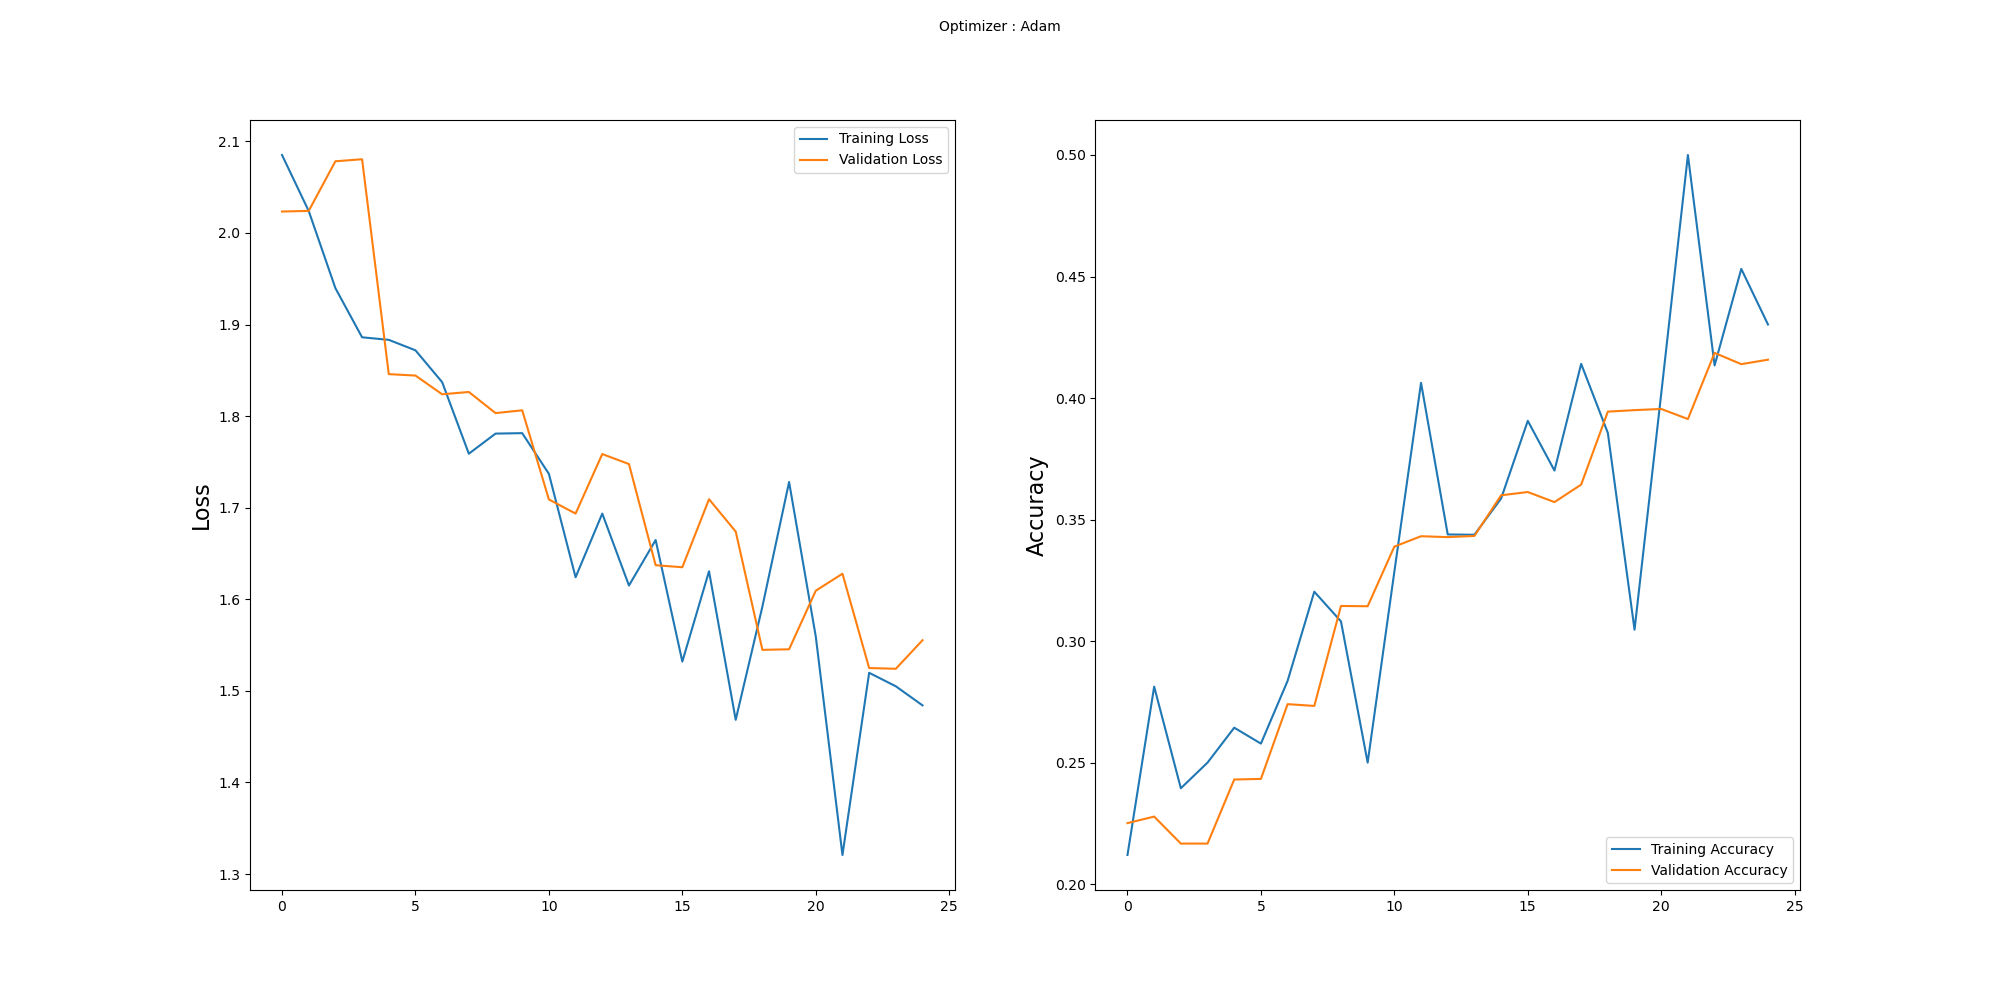 Optimizer : Adam
Loss
2.1
2.0
1.9
1.8
1.7
1.6
1.5
1.4
1.3
0 5 10 15 20 25
Training Loss
Validation Loss
Accuracy
0.50
0.45
0.40
0.35
0.30
0.25
0.20
0 5 10 15 20 25
Training Accuracy
Validation Accuracy